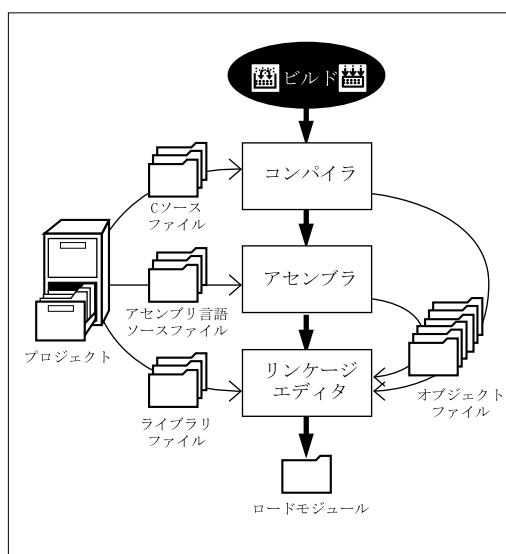 ビルド
コンパイラ
Cソース
ファイル
アセンブラ
アセンブリ言語
ソースファイル
プロジェクト
リンケージ
エディタ
オブジェクト
ファイル
ライブラリ
ファイル
ロードモジュール